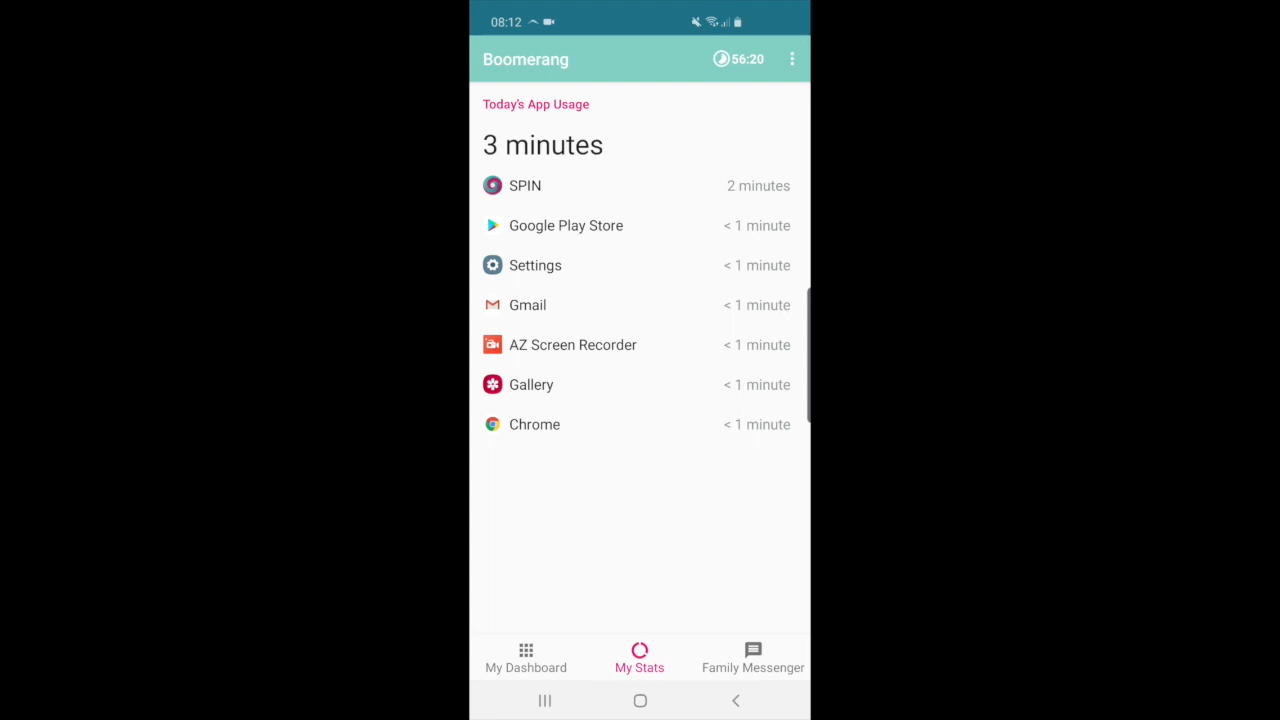 08:12
Boomerang 56:20
Today's App Usage
3 minutes
SPIN 2 minutes
Google Play Store < 1 minute
Settings < 1 minute
Gmail < 1 minute
AZ Screen Recorder < 1 minute
Gallery < 1 minute
Chrome < 1 minute
My Dashboard My Stats Family Messenger